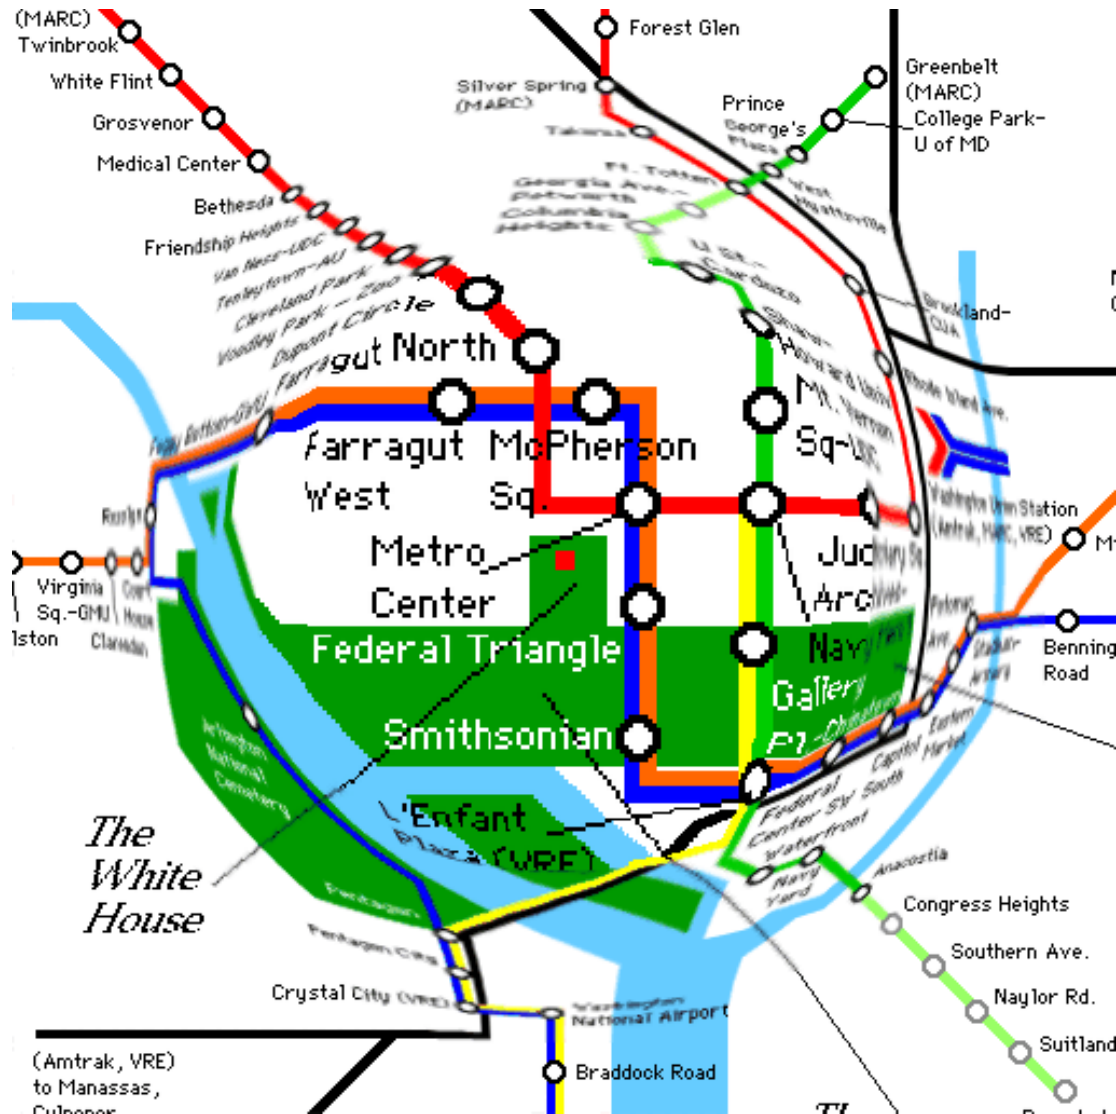 (MARC)
Twinbrook
White Flint
Grosvenor
Medical Center
Bethesda
Friendship Heights
Van Ness-UDC
Tenleytown-AU
Cleveland Park
Woodley Park - Zoo
Dupont Circle
Farragut North
Forest Glen
Silver Spring
(MARC)
Takoma
Ft. Totten
Georgia Ave.-
Petworth
Columbia
Heights
U St.-
Cardozo
Shaw-
Howard Univ.
Mt. Vernon
Sq-UDC
Greenbelt
(MARC)
College Park-
U of MD
Prince
George's
Plaza
West
Hyattsville
Brookland-
CUA
Rhode Island Ave.
Washington Union Station
(Amtrak, MARC, VRE)
Foggy Bottom-GWU
Farragut
West
McPherson
Sq.
Metro
Center
Judiciary Sq.
Federal Triangle
Smithsonian
Arc
Navy
Gallery
Pl.-Chinatown
L'Enfant
Plaza (VRE)
Rosslyn
Court
House
Clarendon
Virginia
Sq.-GMU
lston
Arlington
National
Cemetery
The
White
House
Pentagon
Pentagon City
Crystal City (VRE)
Washington
National Airport
Braddock Road
(Amtrak, VRE)
to Manassas,
Culpeper
Federal
Center SW
Waterfront
Navy
Yard
Capitol
South
Eastern
Market
Potomac
Ave.
Stadium-
Armory
Benning
Road
Anacostia
Congress Heights
Southern Ave.
Naylor Rd.
Suitland